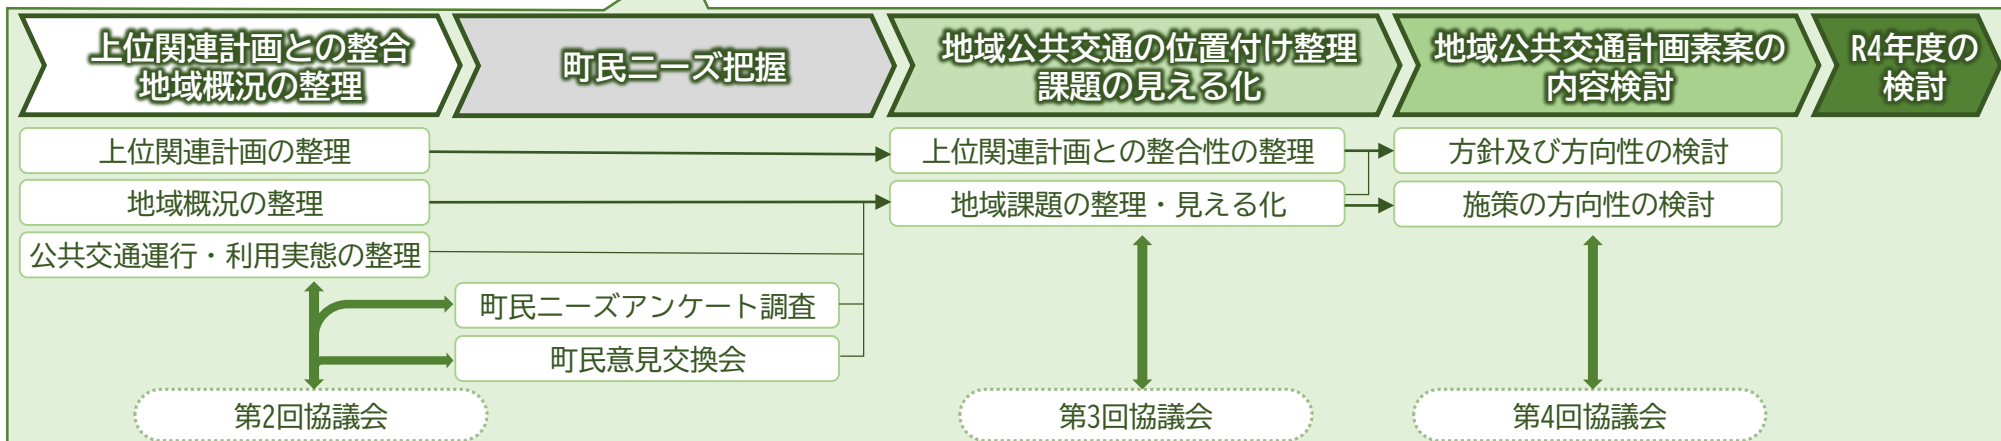 上位関連計画との整合
地域概況の整理
町民ニーズ把握
地域公共交通の位置付け整理
課題の見える化
地域公共交通計画素案の
内容検討
R4年度の
検討
上位関連計画の整理
上位関連計画との整合性の整理
方針及び方向性の検討
地域概況の整理
地域課題の整理・見える化
施策の方向性の検討
公共交通運行・利用実態の整理
町民ニーズアンケート調査
町民意見交換会
第2回協議会
第3回協議会
第4回協議会